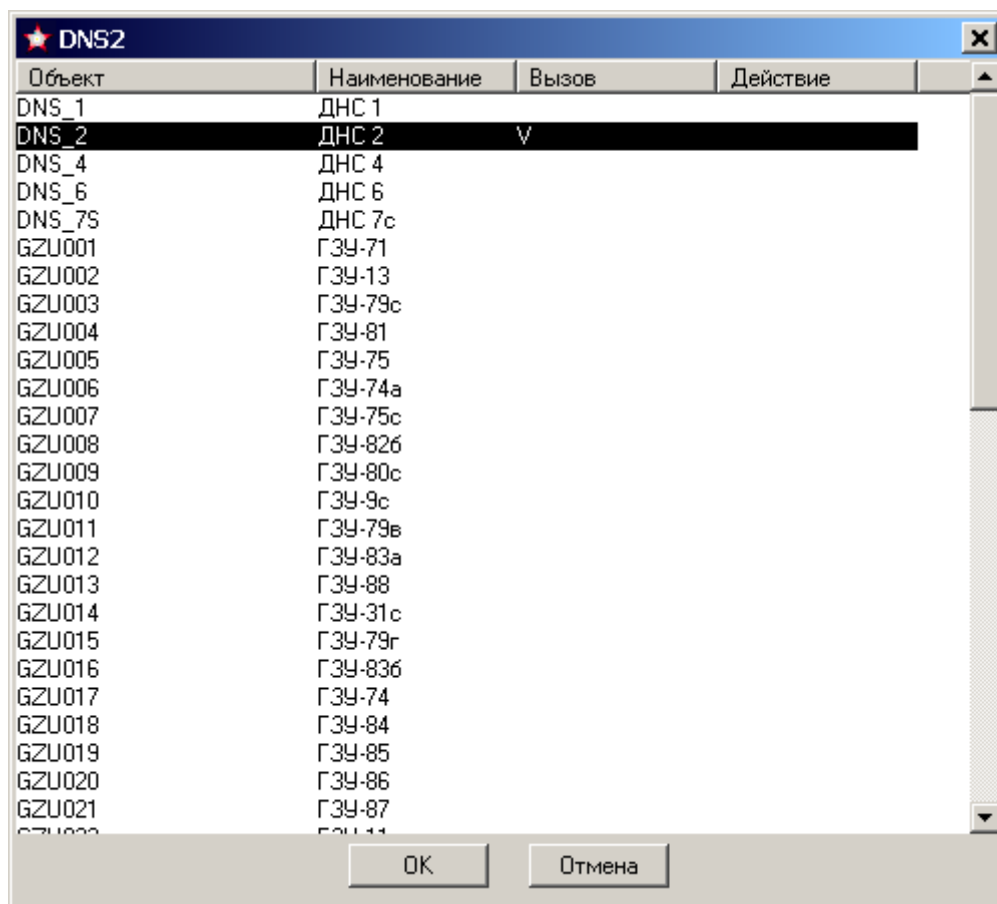 DNS2
Объект Наименование Вызов Действие
DNS_1 ДНС 1
DNS_2 ДНС 2 V
DNS_4 ДНС 4
DNS_6 ДНС 6
DNS_7S ДНС 7с
GZU001 ГЗУ-71
GZU002 ГЗУ-13
GZU003 ГЗУ-79с
GZU004 ГЗУ-81
GZU005 ГЗУ-75
GZU006 ГЗУ-74а
GZU007 ГЗУ-75с
GZU008 ГЗУ-82б
GZU009 ГЗУ-80с
GZU010 ГЗУ-9с
GZU011 ГЗУ-79в
GZU012 ГЗУ-83а
GZU013 ГЗУ-88
GZU014 ГЗУ-31с
GZU015 ГЗУ-79г
GZU016 ГЗУ-83б
GZU017 ГЗУ-74
GZU018 ГЗУ-84
GZU019 ГЗУ-85
GZU020 ГЗУ-86
GZU021 ГЗУ-87
OK Отмена